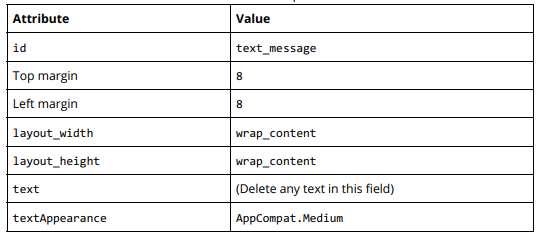 Attribute Value
id text_message
Top margin 8
Left margin 8
layout_width wrap_content
layout_height wrap_content
text (Delete any text in this field)
textAppearance AppCompat.Medium